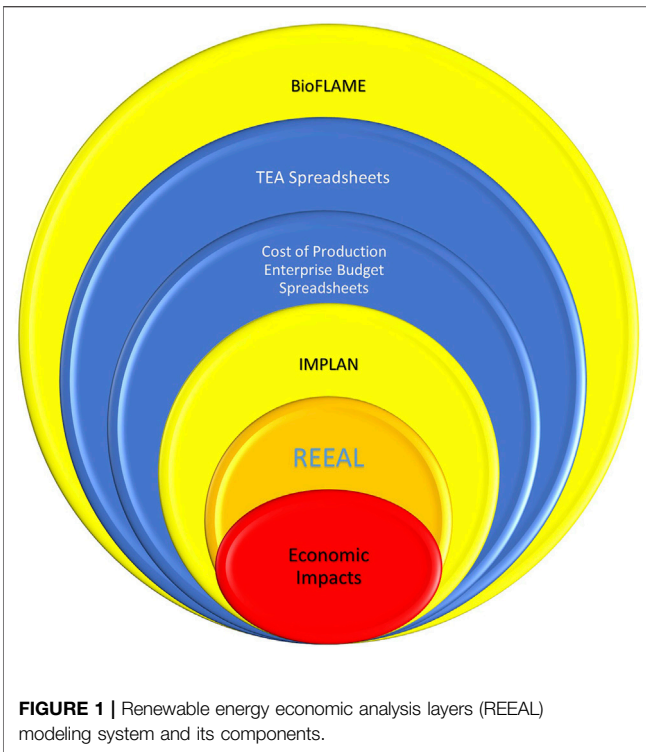 BioFLAME
TEA Spreadsheets
Cost of Production
Enterprise Budget
Spreadsheets
IMPLAN
REEAL
Economic
Impacts
FIGURE 1 | Renewable energy economic analysis layers (REEAL)
modeling system and its components.